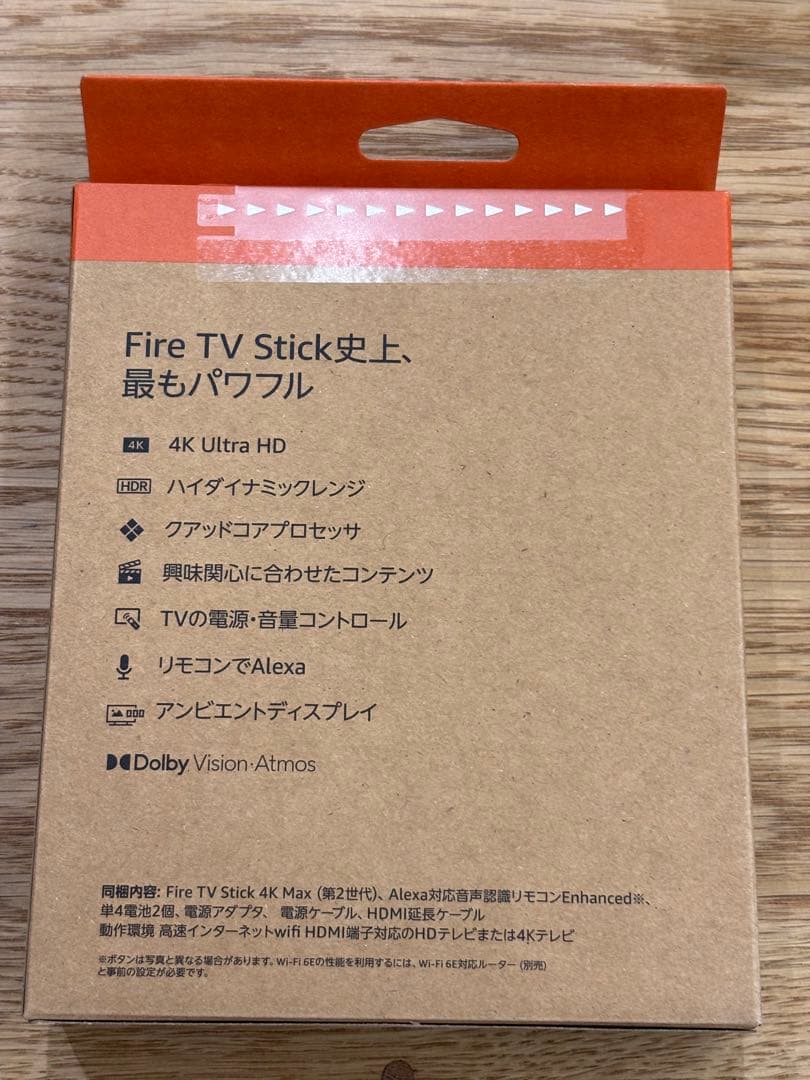 Fire TV Stick史上、
最もパワフル
4K 4K Ultra HD
HDR ハイダイナミックレンジ
クアッドコアプロセッサ
興味関心に合わせたコンテンツ
TVの電源・音量コントロール
リモコンでAlexa
アンビエントディスプレイ
Dolby Vision·Atmos
同梱内容: Fire TV Stick 4K Max (第2世代)、Alexa対応音声認識リモコンEnhanced※、
単4電池2個、電源アダプタ、 電源ケーブル、HDMI延長ケーブル
動作環境 高速インターネットwifi HDMI端子対応のHDテレビまたは4Kテレビ
※ボタンは写真と異なる場合があります。Wi-Fi 6Eの性能を利用するには、Wi-Fi 6E対応ルーター (別売)
と事前の設定が必要です。